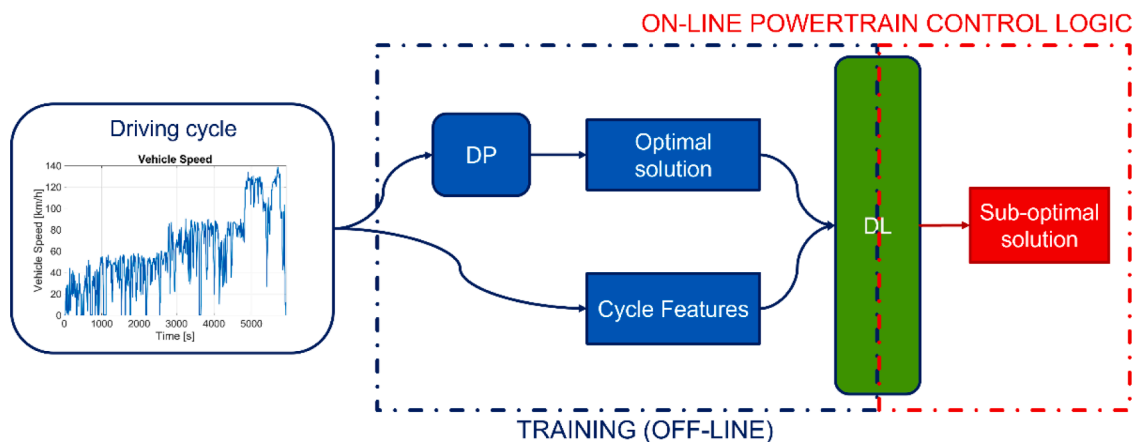 ON-LINE POWERTRAIN CONTROL LOGIC
Driving cycle
Vehicle Speed
Vehicle Speed [km/h]
140
120
100
80
60
40
20
0
0 1000 2000 3000 4000 5000
Time [s]
DP
Optimal
solution
Cycle Features
DL
Sub-optimal
solution
TRAINING (OFF-LINE)